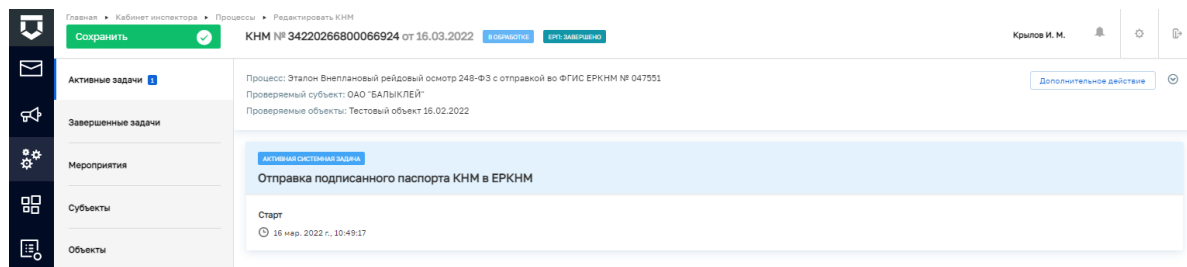 Главная ▸ Кабинет инспектора ▸ Процессы ▸ Редактировать КНМ
Сохранить
КНМ № 34220266800066924 от 16.03.2022 В ОБРАБОТКЕ ЕРП: ЗАВЕРШЕНО
Крылов И. М.
Активные задачи 1
Завершенные задачи
Мероприятия
Субъекты
Объекты
Процесс: Эталон Внеплановый рейдовый осмотр 248-ФЗ с отправкой во ФГИС ЕРКНМ № 047551
Проверяемый субъект: ОАО "БАЛЫКЛЕЙ"
Проверяемые объекты: Тестовый объект 16.02.2022
Дополнительное действие
АКТИВНАЯ СИСТЕМНАЯ ЗАДАЧА
Отправка подписанного паспорта КНМ в ЕРКНМ
Старт
16 мар. 2022 г., 10:49:17